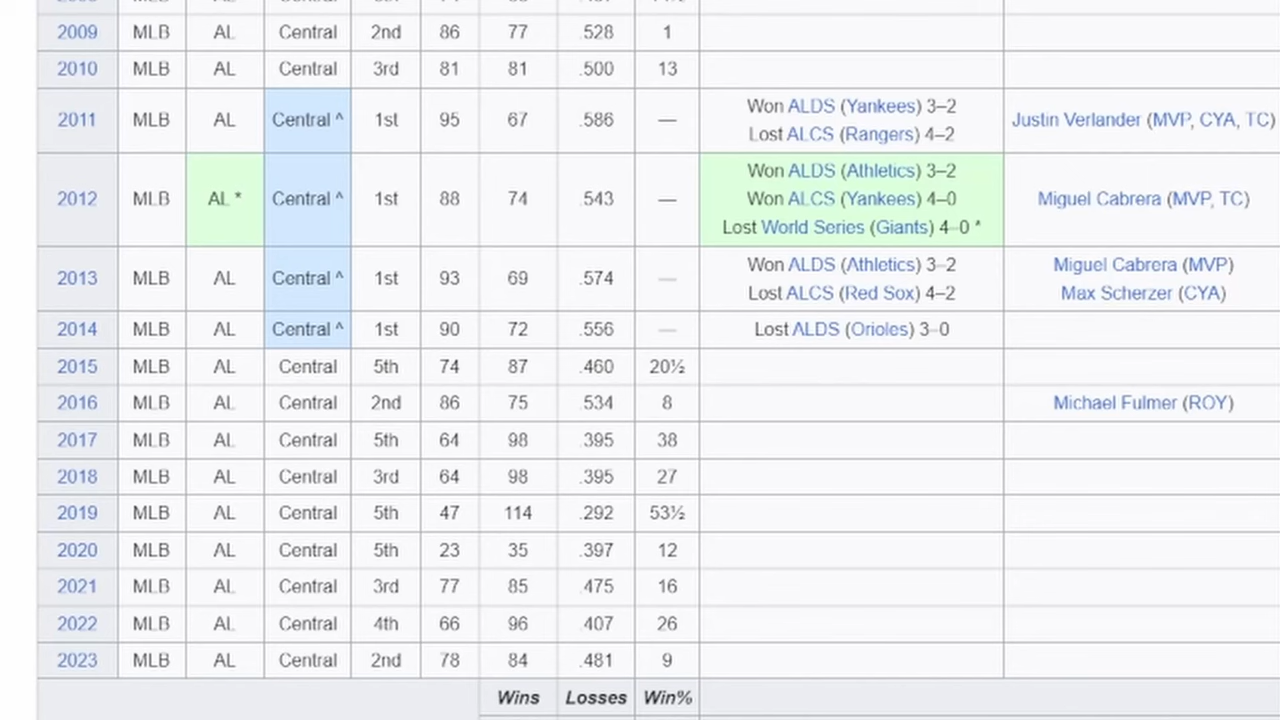 2009 MLB AL Central 2nd 86 77 .528 1
2010 MLB AL Central 3rd 81 81 .500 13
2011 MLB AL Central ^ 1st 95 67 .586 — Won ALDS (Yankees) 3–2 Justin Verlander (MVP, CYA, TC)
Lost ALCS (Rangers) 4–2
Won ALDS (Athletics) 3–2
2012 MLB AL * Central ^ 1st 88 74 .543 — Won ALCS (Yankees) 4–0 Miguel Cabrera (MVP, TC)
Lost World Series (Giants) 4–0 *
2013 MLB AL Central ^ 1st 93 69 .574 — Won ALDS (Athletics) 3–2 Miguel Cabrera (MVP)
Lost ALCS (Red Sox) 4–2 Max Scherzer (CYA)
2014 MLB AL Central ^ 1st 90 72 .556 — Lost ALDS (Orioles) 3–0
2015 MLB AL Central 5th 74 87 .460 20½
2016 MLB AL Central 2nd 86 75 .534 8 Michael Fulmer (ROY)
2017 MLB AL Central 5th 64 98 .395 38
2018 MLB AL Central 3rd 64 98 .395 27
2019 MLB AL Central 5th 47 114 .292 53½
2020 MLB AL Central 5th 23 35 .397 12
2021 MLB AL Central 3rd 77 85 .475 16
2022 MLB AL Central 4th 66 96 .407 26
2023 MLB AL Central 2nd 78 84 .481 9
Wins Losses Win%